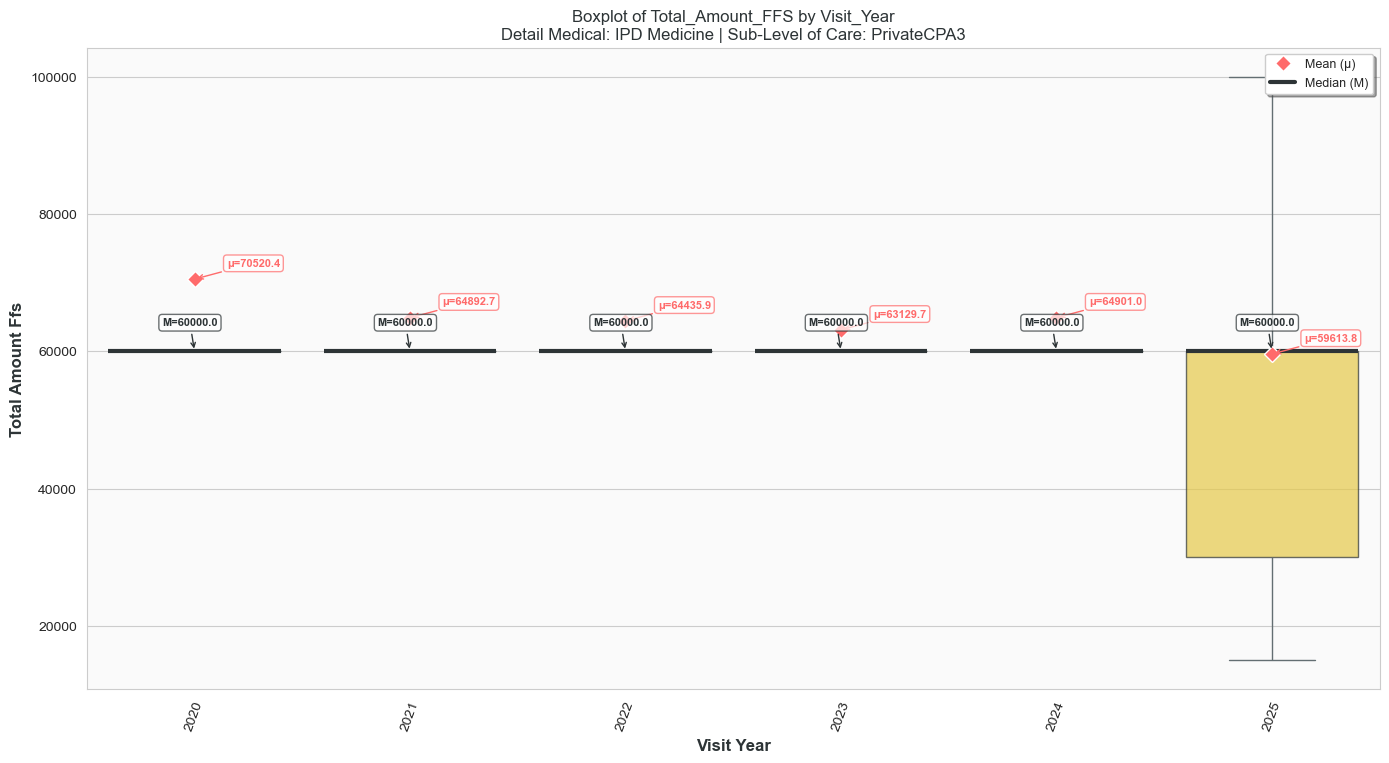 Boxplot of Total_Amount_FFS by Visit_Year
Detail Medical: IPD Medicine | Sub-Level of Care: PrivateCPA3
Mean (μ)
Median (M)
Total Amount Ffs
100000
80000
60000
40000
20000
μ=70520.4
M=60000.0
μ=64892.7
M=60000.0
μ=64435.9
M=60000.0
μ=63129.7
M=60000.0
μ=64901.0
M=60000.0
μ=59613.8
M=60000.0
2020
2021
2022
2023
2024
2025
Visit Year